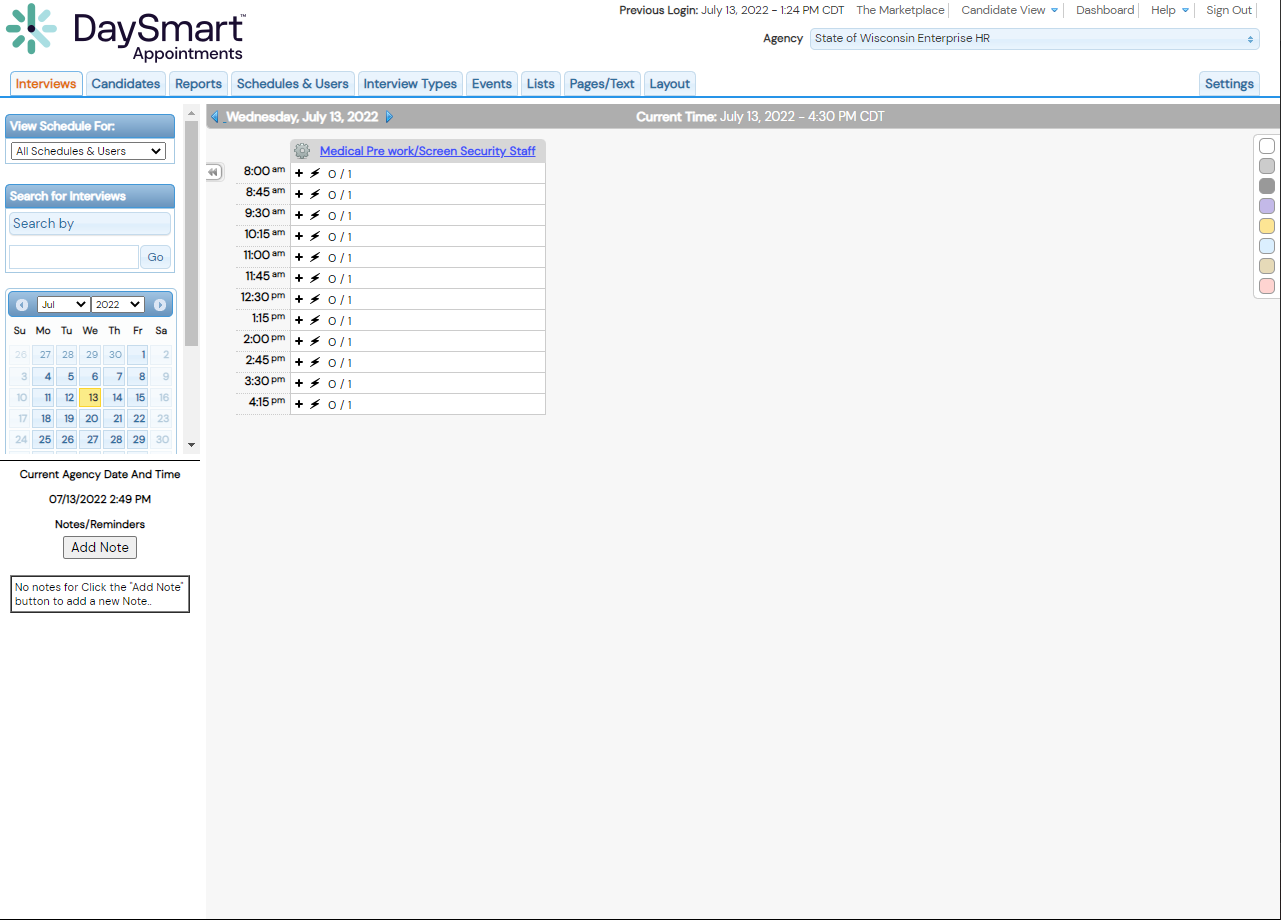 DaySmart™
Appointments
Previous Login: July 13, 2022 - 1:24 PM CDT The Marketplace Candidate View Dashboard Help Sign Out
Agency State of Wisconsin Enterprise HR
Interviews Candidates Reports Schedules & Users Interview Types Events Lists Pages/Text Layout Settings
Wednesday, July 13, 2022 Current Time: July 13, 2022 - 4:30 PM CDT
View Schedule For:
All Schedules & Users
Search for Interviews
Search by
Go
Jul 2022
Su Mo Tu We Th Fr Sa
26 27 28 29 30 1 2
3 4 5 6 7 8 9
10 11 12 13 14 15 16
17 18 19 20 21 22 23
24 25 26 27 28 29 30
Current Agency Date And Time
07/13/2022 2:49 PM
Notes/Reminders
Add Note
No notes for Click the "Add Note"
button to add a new Note..
Medical Pre work/Screen Security Staff
8:00 am + 0 / 1
8:45 am + 0 / 1
9:30 am + 0 / 1
10:15 am + 0 / 1
11:00 am + 0 / 1
11:45 am + 0 / 1
12:30 pm + 0 / 1
1:15 pm + 0 / 1
2:00 pm + 0 / 1
2:45 pm + 0 / 1
3:30 pm + 0 / 1
4:15 pm + 0 / 1